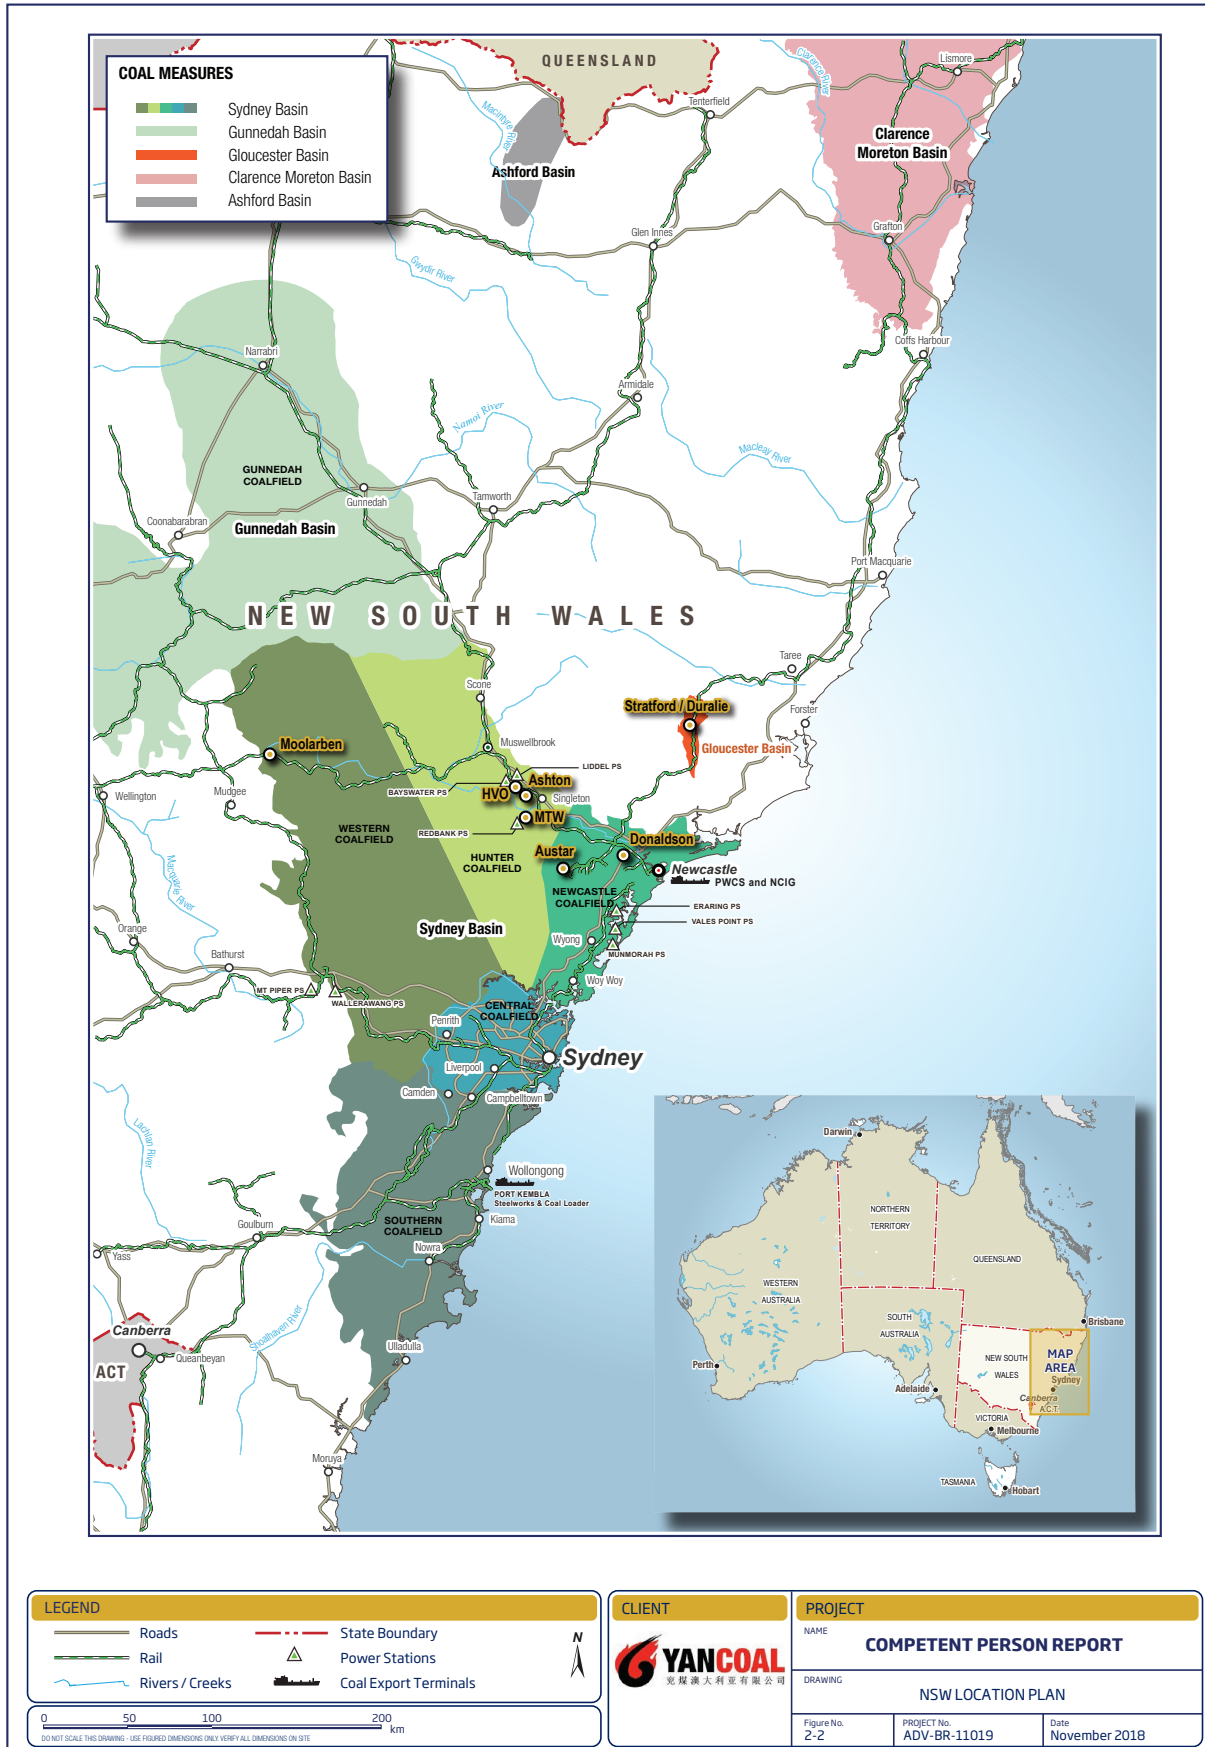 COAL MEASURES
Sydney Basin
Gunnedah Basin
Gloucester Basin
Clarence Moreton Basin
Ashford Basin
QUEENSLAND
Lismore
Clarence River
Tenterfield
Macintyre River
Clarence
Moreton Basin
Ashford Basin
Glen Innes
Grafton
Gwydir River
Coffs Harbour
Narrabri
Armidale
Namoi River
Macleay River
GUNNEDAH
COALFIELD
Gunnedah
Tamworth
Coonabarabran
Gunnedah Basin
Port Macquarie
NEW SOUTH WALES
Taree
Scone
Stratford / Duralie
Forster
Muswellbrook
Moolarben
Gloucester Basin
LIDDEL PS
Ashton
BAYSWATER PS
HVO
Singleton
Wellington
Mudgee
MTW
REDBANK PS
WESTERN
COALFIELD
Donaldson
Austar
HUNTER
COALFIELD
Newcastle
PWCS and NCIG
NEWCASTLE
COALFIELD
Macquarie River
ERARING PS
VALES POINT PS
Orange
Sydney Basin
Wyong
MUNMORAH PS
Bathurst
Woy Woy
MT PIPER PS
WALLERAWANG PS
CENTRAL
COALFIELD
Penrith
Sydney
Liverpool
Camden
Campbelltown
Lachlan River
Wollongong
PORT KEMBLA
Steelworks & Coal Loader
SOUTHERN
COALFIELD
Kiama
Goulburn
Nowra
Yass
Shoalhaven River
Canberra
Queanbeyan
ACT
Ulladulla
Moruya
Darwin
NORTHERN
TERRITORY
QUEENSLAND
WESTERN
AUSTRALIA
SOUTH
AUSTRALIA
Brisbane
NEW SOUTH
WALES
MAP
AREA
Perth
Sydney
Adelaide
Canberra
A.C.T.
VICTORIA
Melbourne
TASMANIA
Hobart
LEGEND
Roads
Rail
Rivers / Creeks
State Boundary
Power Stations
Coal Export Terminals
N
0 50 100 200
km
DO NOT SCALE THIS DRAWING - USE FIGURED DIMENSIONS ONLY. VERIFY ALL DIMENSIONS ON SITE
CLIENT
YANCOAL
兖煤澳大利亚有限公司
PROJECT
NAME
COMPETENT PERSON REPORT
DRAWING
NSW LOCATION PLAN
Figure No.
2-2
PROJECT No.
ADV-BR-11019
Date
November 2018